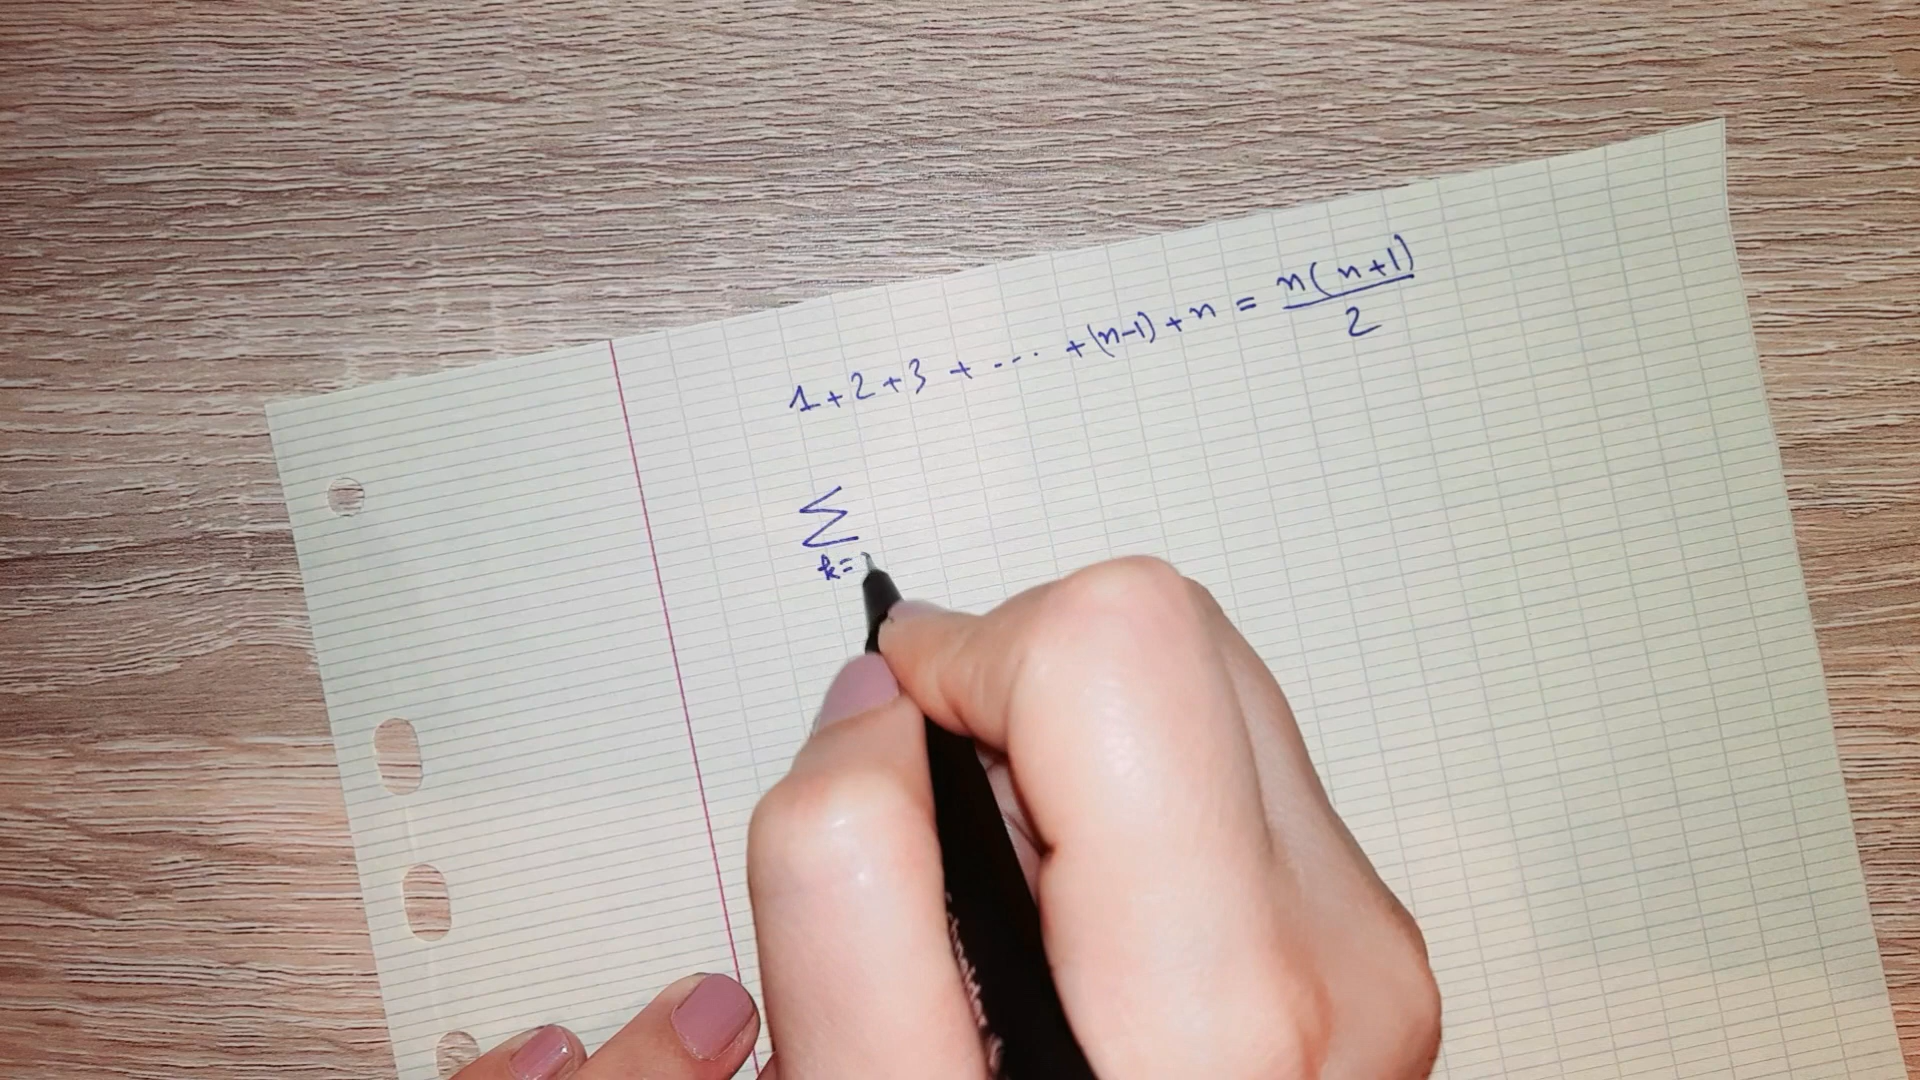 1+2+3+...+(n-1)+n = n(n+1)/2
∑ k=